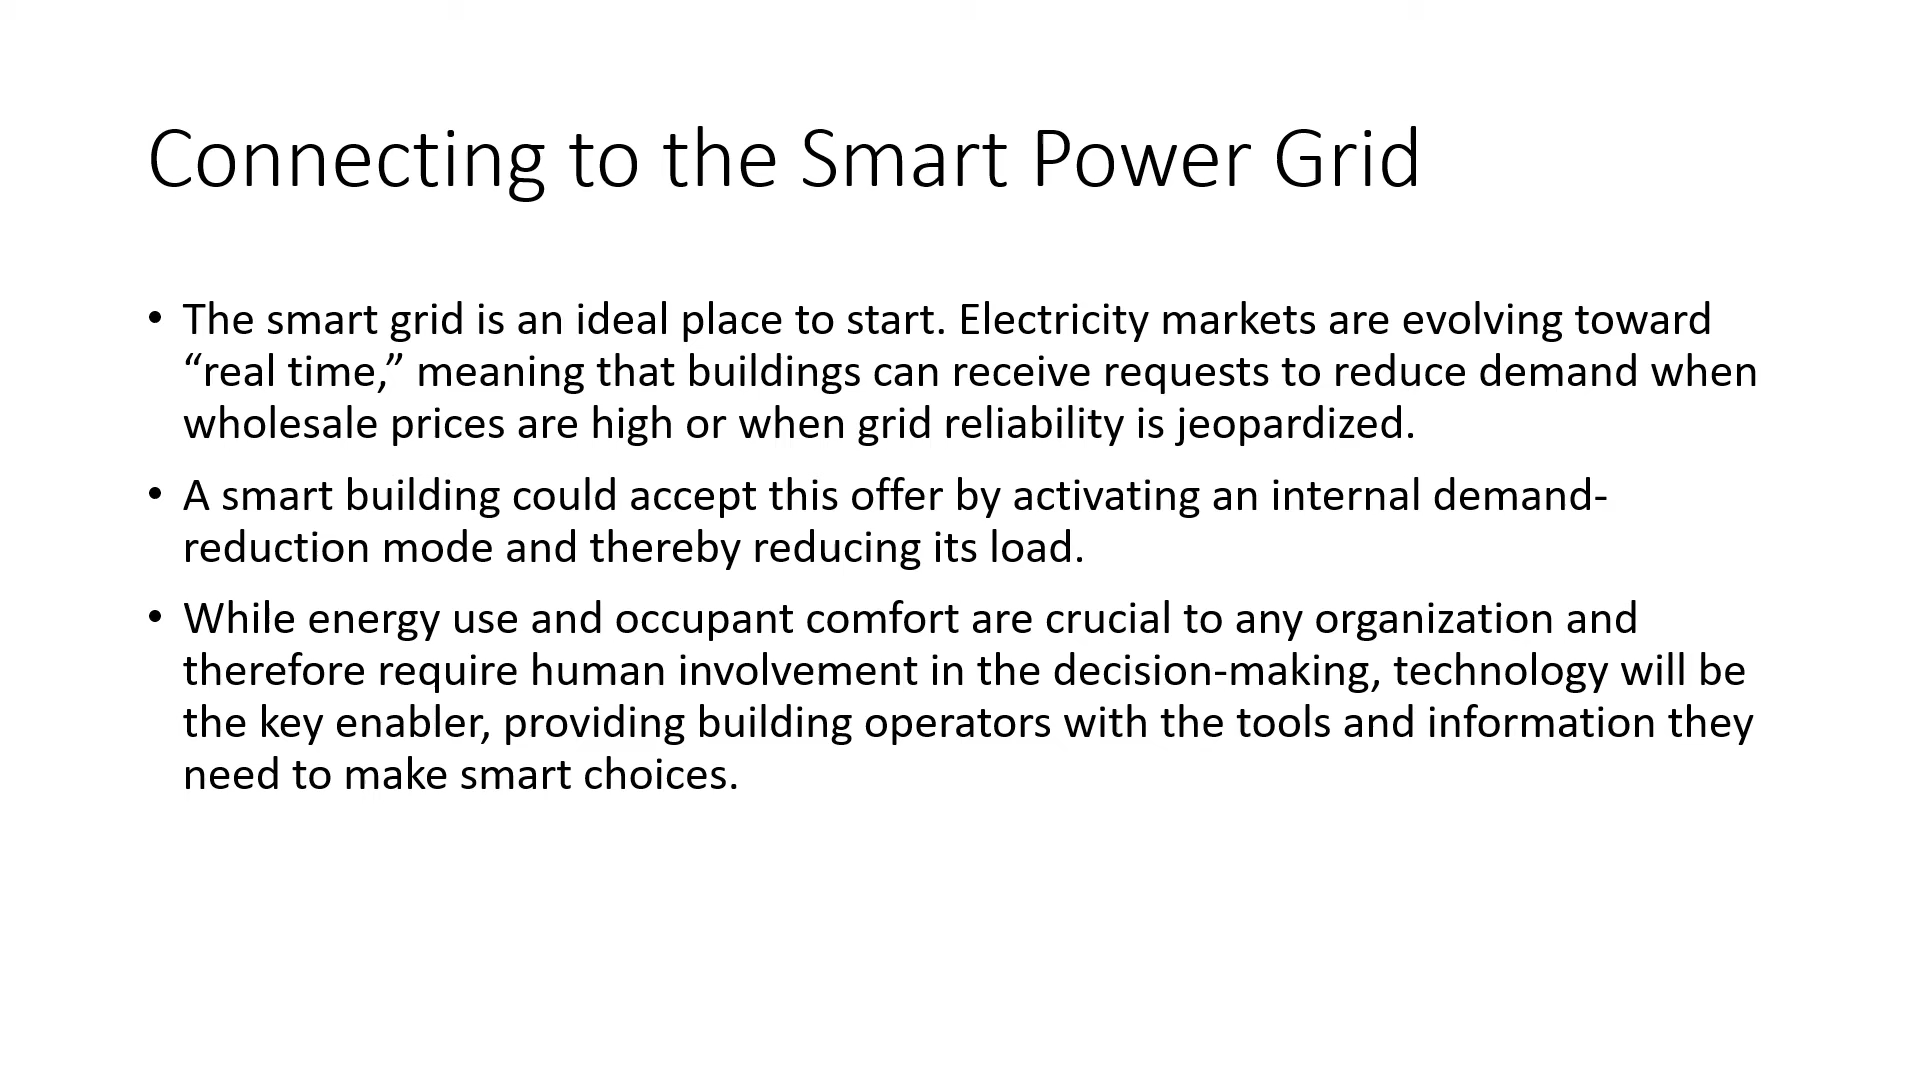 Connecting to the Smart Power Grid
• The smart grid is an ideal place to start. Electricity markets are evolving toward
“real time,” meaning that buildings can receive requests to reduce demand when
wholesale prices are high or when grid reliability is jeopardized.
• A smart building could accept this offer by activating an internal demand-
reduction mode and thereby reducing its load.
• While energy use and occupant comfort are crucial to any organization and
therefore require human involvement in the decision-making, technology will be
the key enabler, providing building operators with the tools and information they
need to make smart choices.